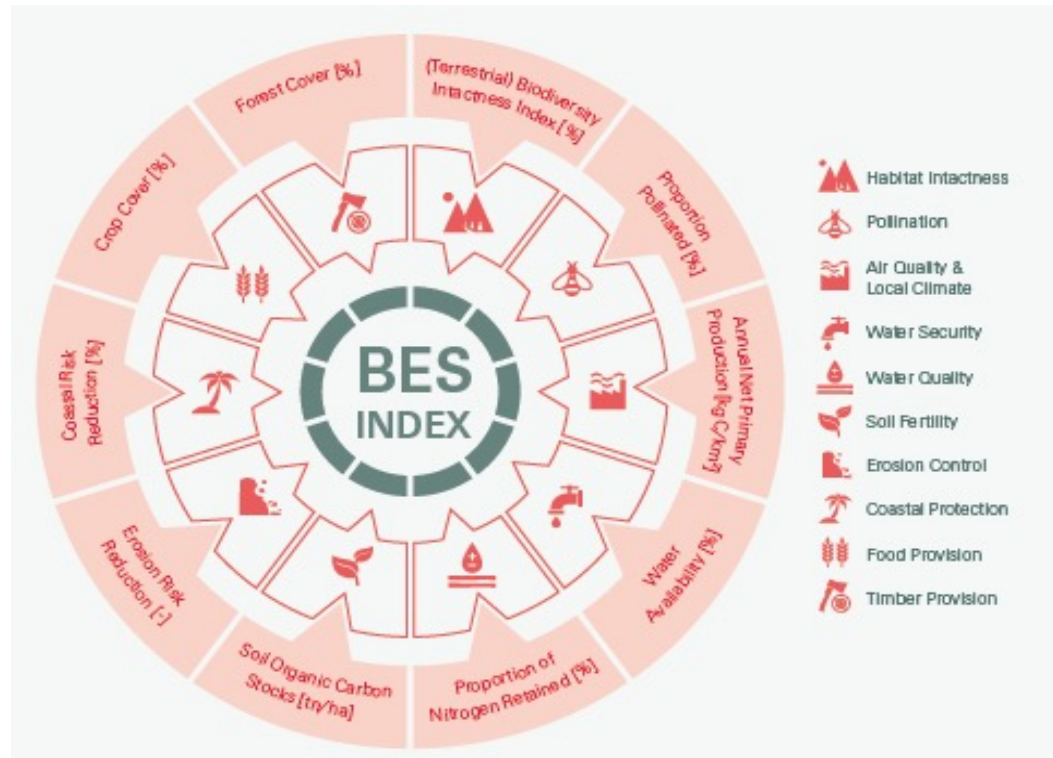 Forest Cover [%]
(Terrestrial) Biodiversity
Intactness Index [%]
Proportion
Pollinated [%]
Annual Net Primary
Production [kg C/km²]
Water
Availability [%]
Proportion of
Nitrogen Retained [%]
Soil Organic Carbon
Stocks [tn/ha]
Erosion Risk
Reduction [-]
Coastal Risk
Reduction [%]
Crop Cover [%]
BES
INDEX
Habitat Intactness
Pollination
Air Quality &
Local Climate
Water Security
Water Quality
Soil Fertility
Erosion Control
Coastal Protection
Food Provision
Timber Provision